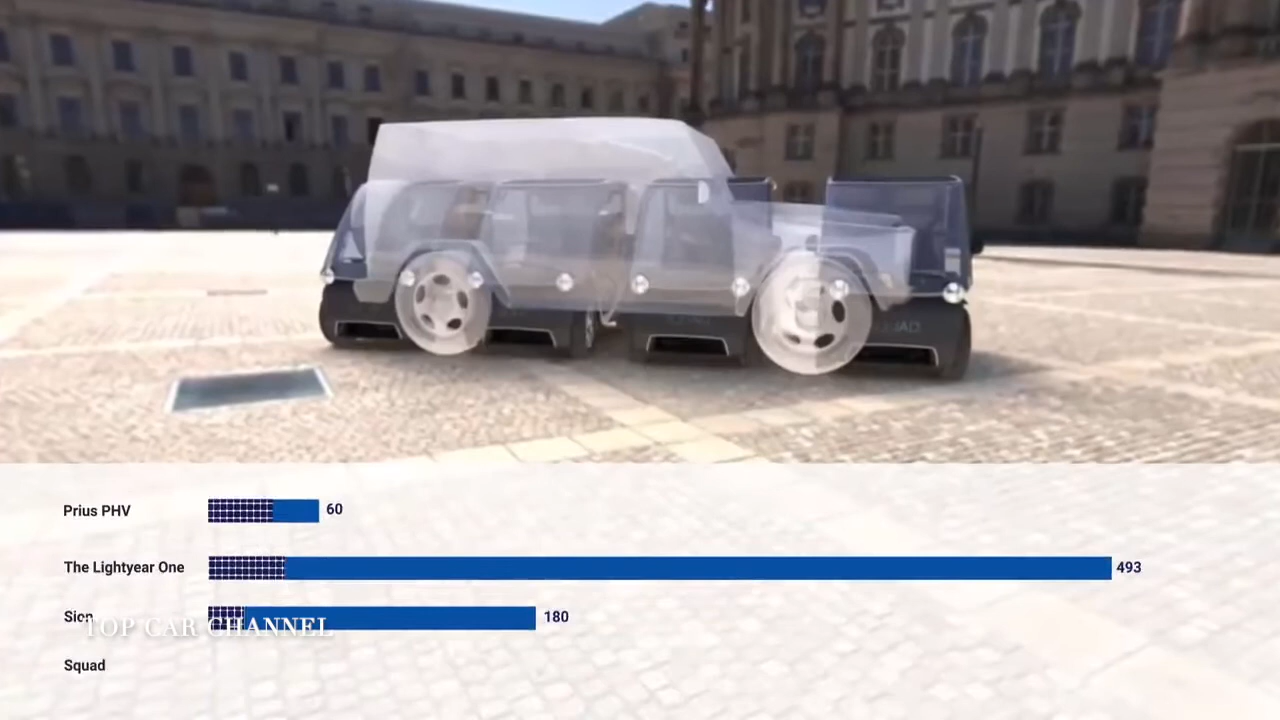 Prius PHV 60
The Lightyear One 493
Sion 180
TOP CAR CHANNEL
Squad